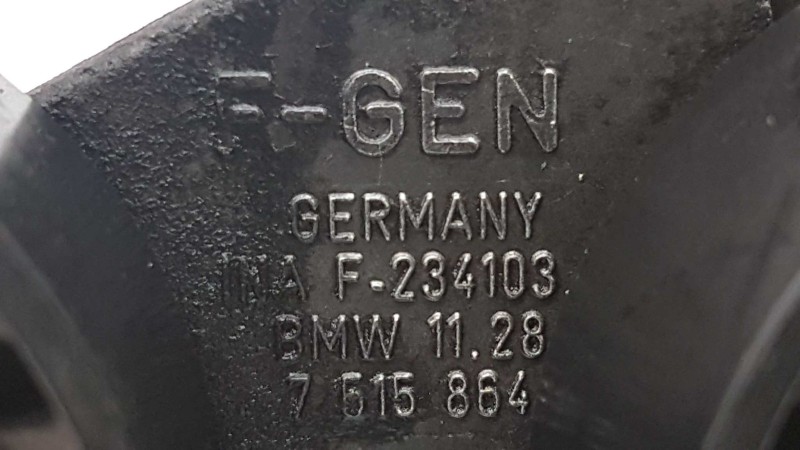 F-GEN
GERMANY
INA F-234103
BMW 11.28
7 515 864